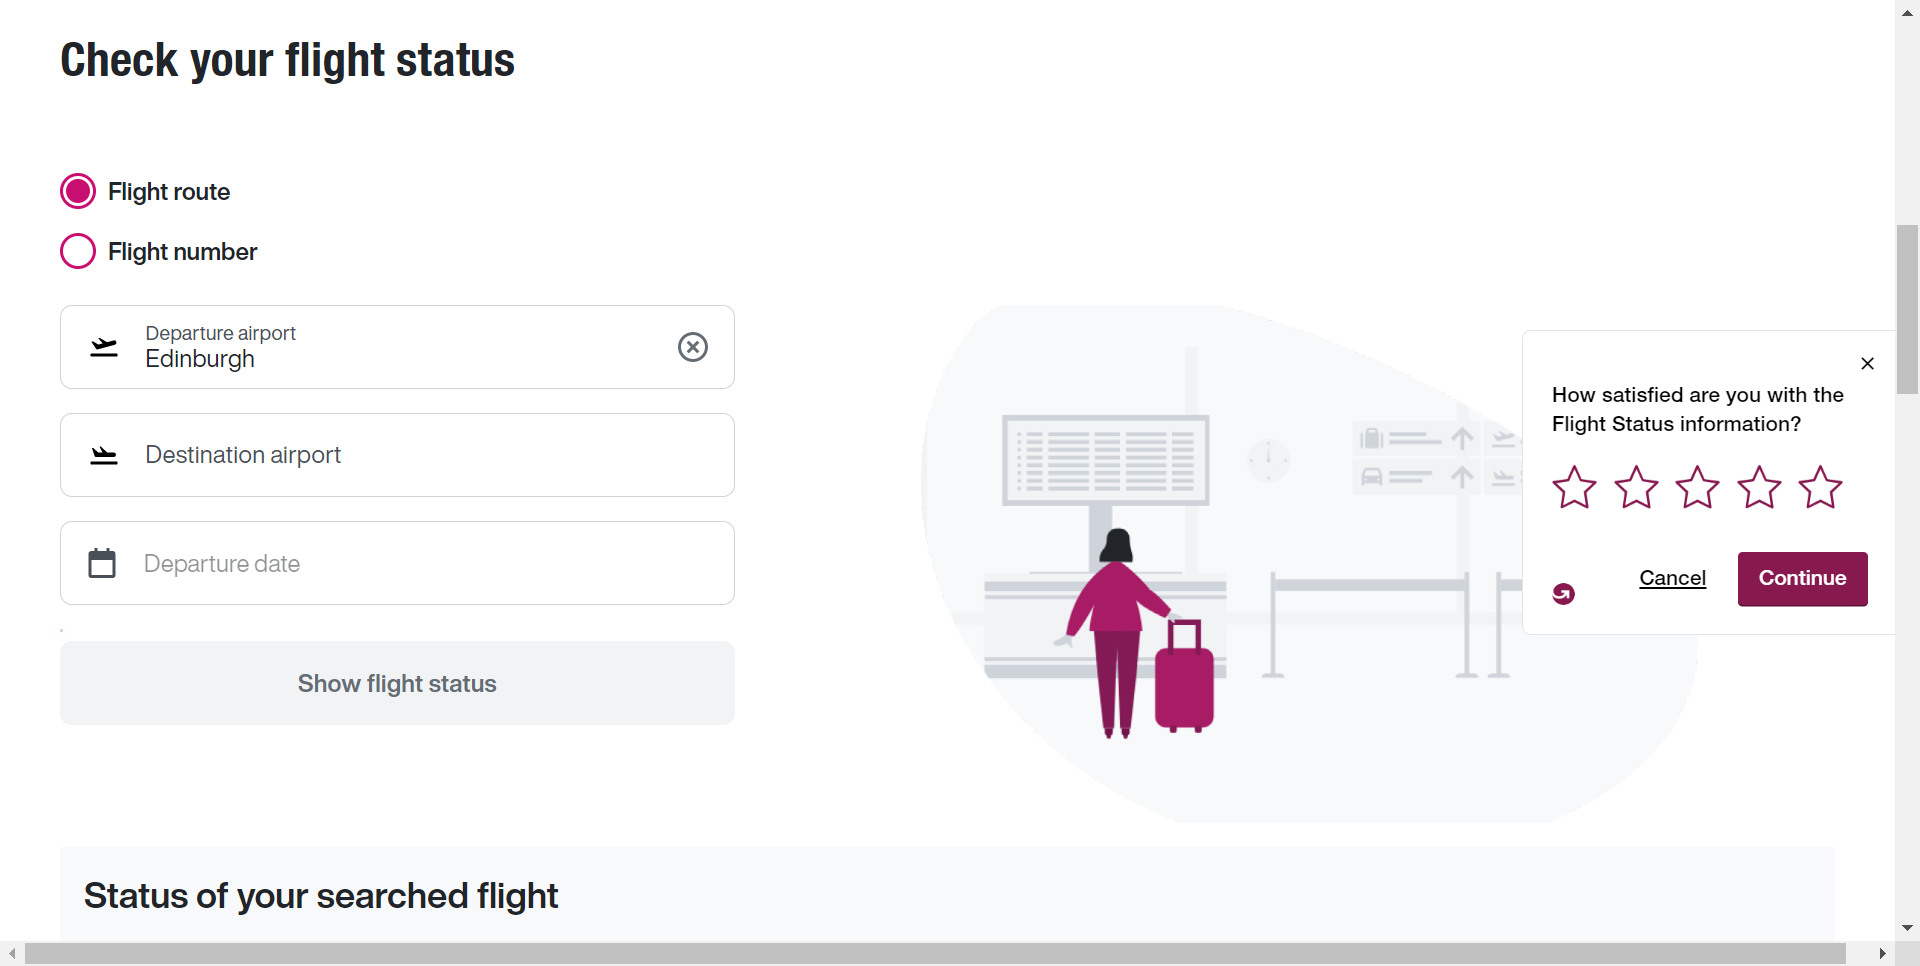 Check your flight status
Flight route
Flight number
Departure airport
Edinburgh
Destination airport
Departure date
Show flight status
How satisfied are you with the
Flight Status information?
Cancel
Continue
Status of your searched flight